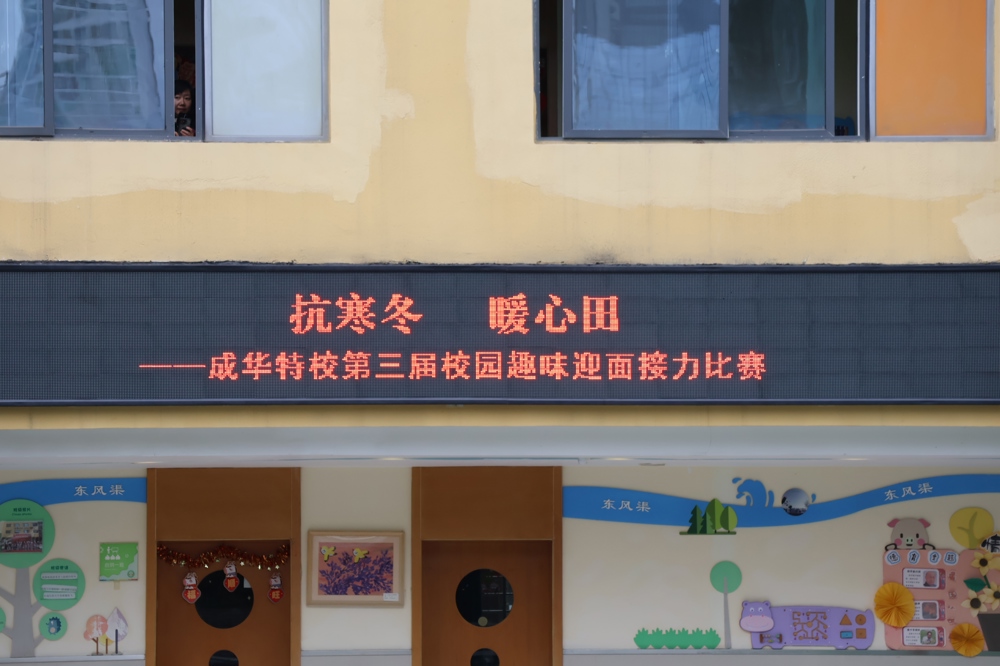 抗寒冬 暖心田
——成华特校第三届校园趣味迎面接力比赛
东风渠
东风渠
东风渠